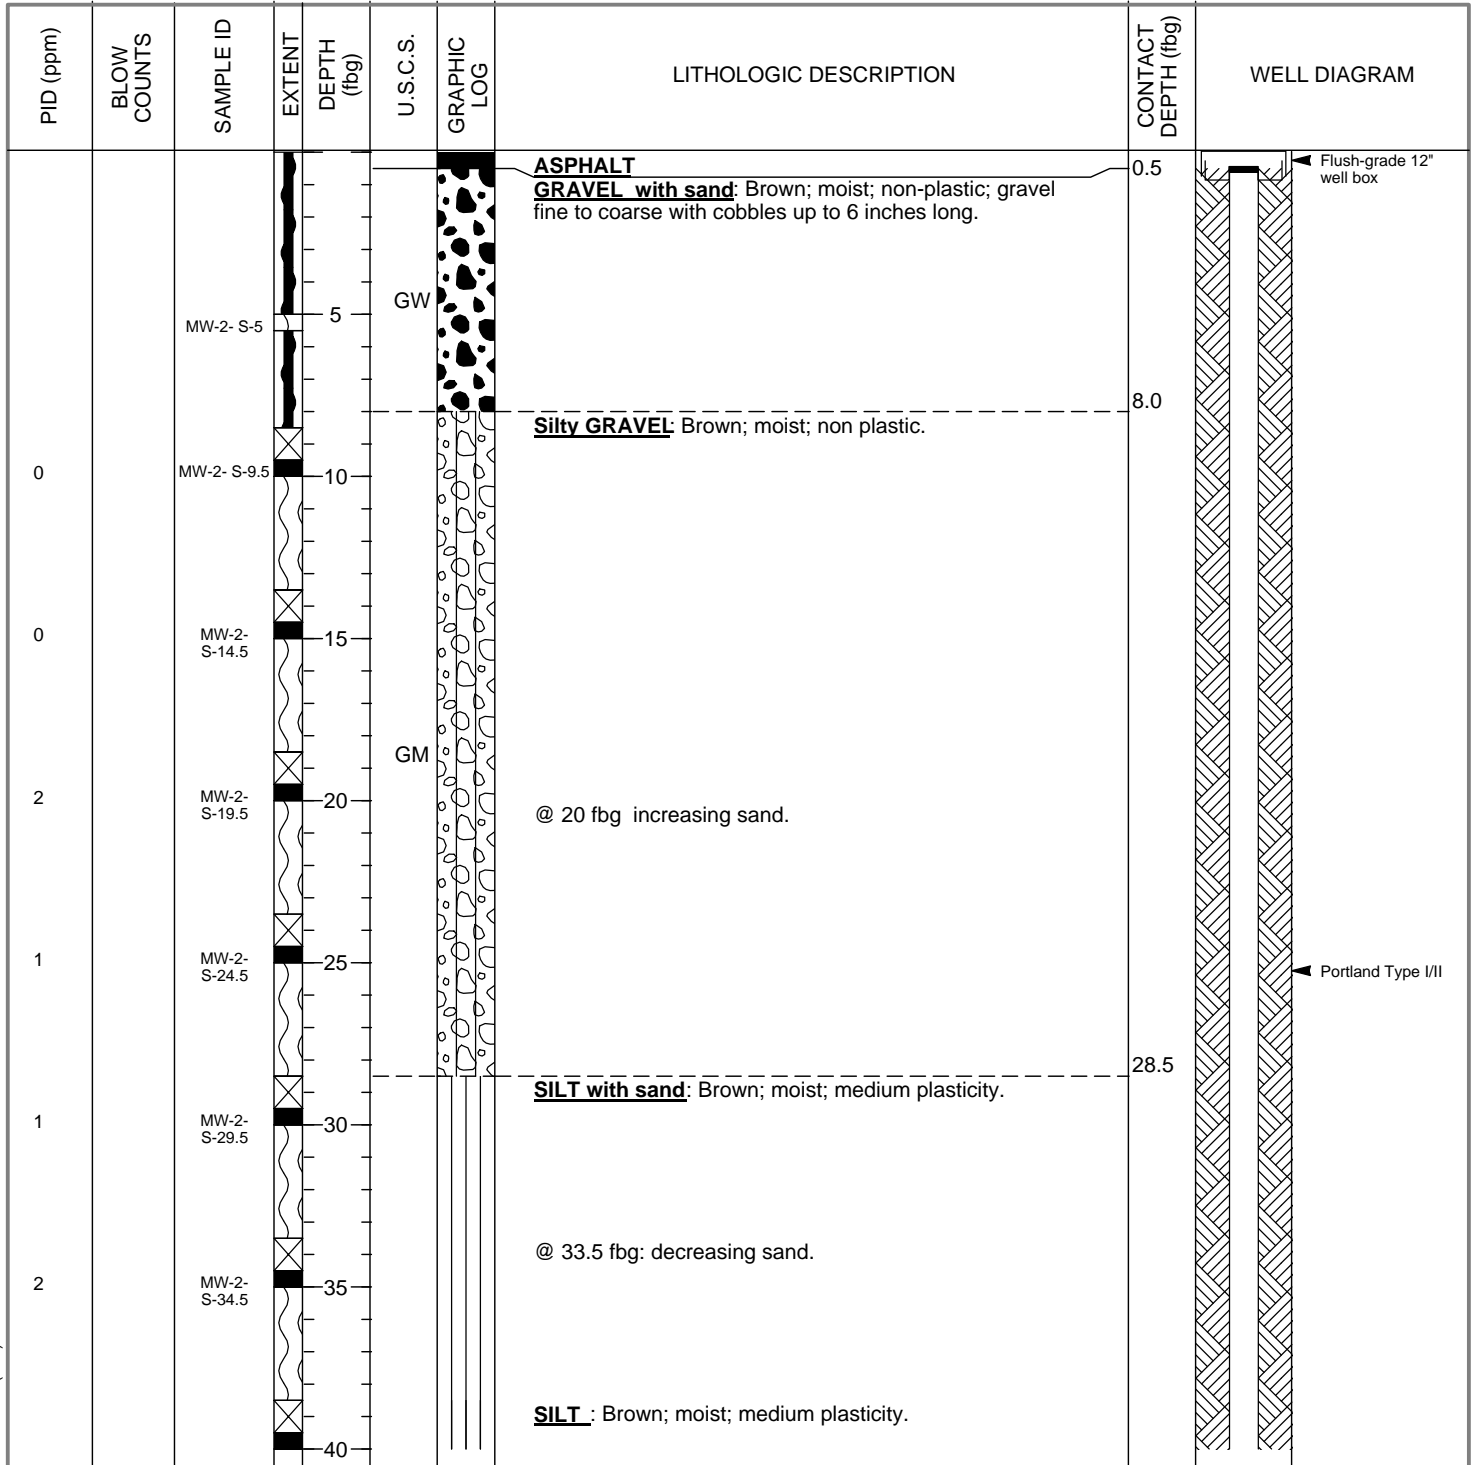 PID (ppm)
BLOW
COUNTS
SAMPLE ID
EXTENT
DEPTH
(fbg)
U.S.C.S.
GRAPHIC
LOG
LITHOLOGIC DESCRIPTION
CONTACT
DEPTH (fbg)
WELL DIAGRAM
ASPHALT
0.5
Flush-grade 12"
well box
GRAVEL with sand: Brown; moist; non-plastic; gravel
fine to coarse with cobbles up to 6 inches long.
GW
5
MW-2- S-5
8.0
Silty GRAVEL: Brown; moist; non plastic.
0
MW-2- S-9.5
10
0
MW-2-
S-14.5
15
GM
2
MW-2-
S-19.5
20
@ 20 fbg increasing sand.
1
MW-2-
S-24.5
25
Portland Type I/II
28.5
SILT with sand: Brown; moist; medium plasticity.
1
MW-2-
S-29.5
30
@ 33.5 fbg: decreasing sand.
2
MW-2-
S-34.5
35
SILT : Brown; moist; medium plasticity.
40